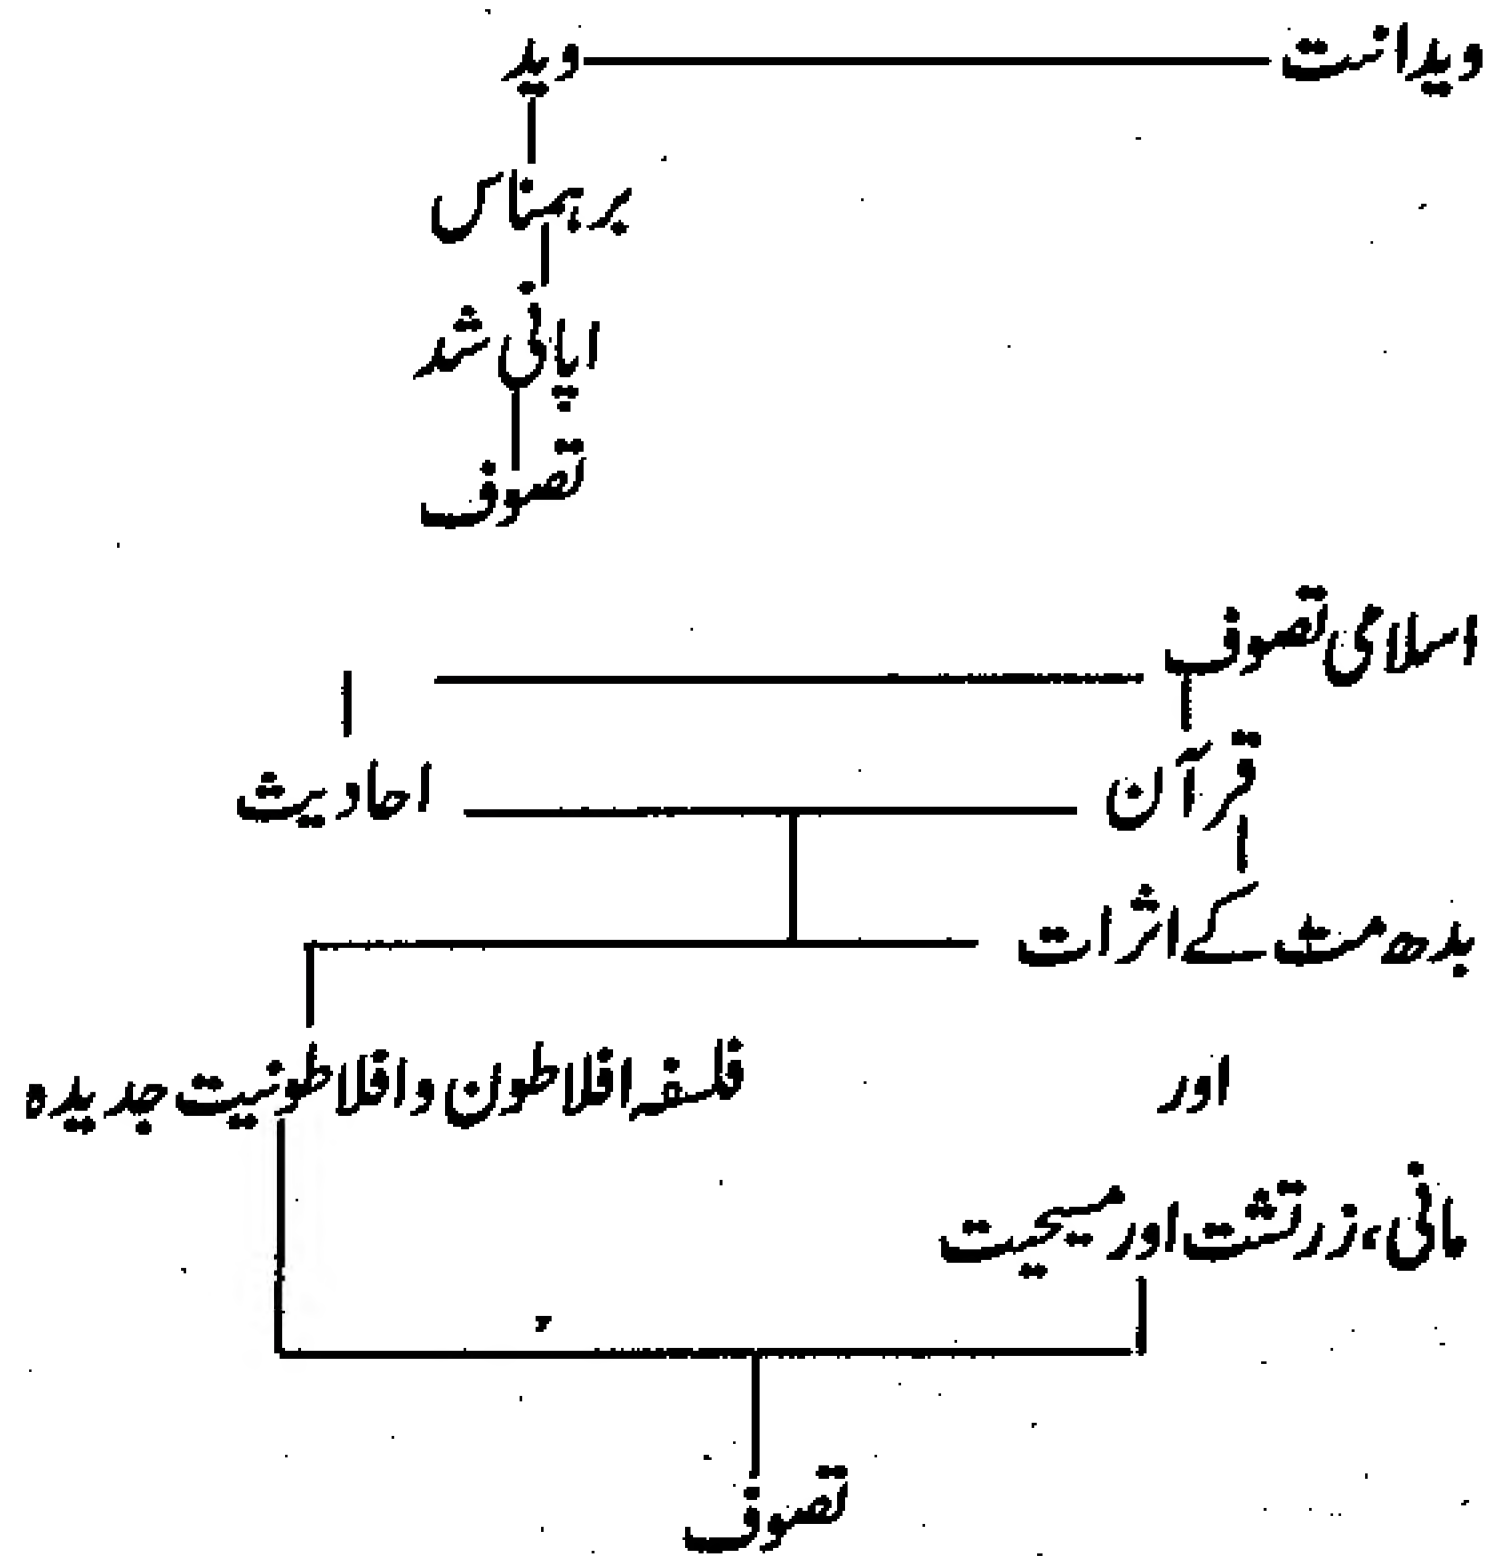 ویدانت وید
برہمناس
اپانی شد
تصوف
اسلامی تصوف
قرآن احادیث
بدھ مت کے اثرات
اور فلسفہ افلاطون و افلاطونیت جدیدہ
مانی، زرتشت اور مسیحیت
تصوف